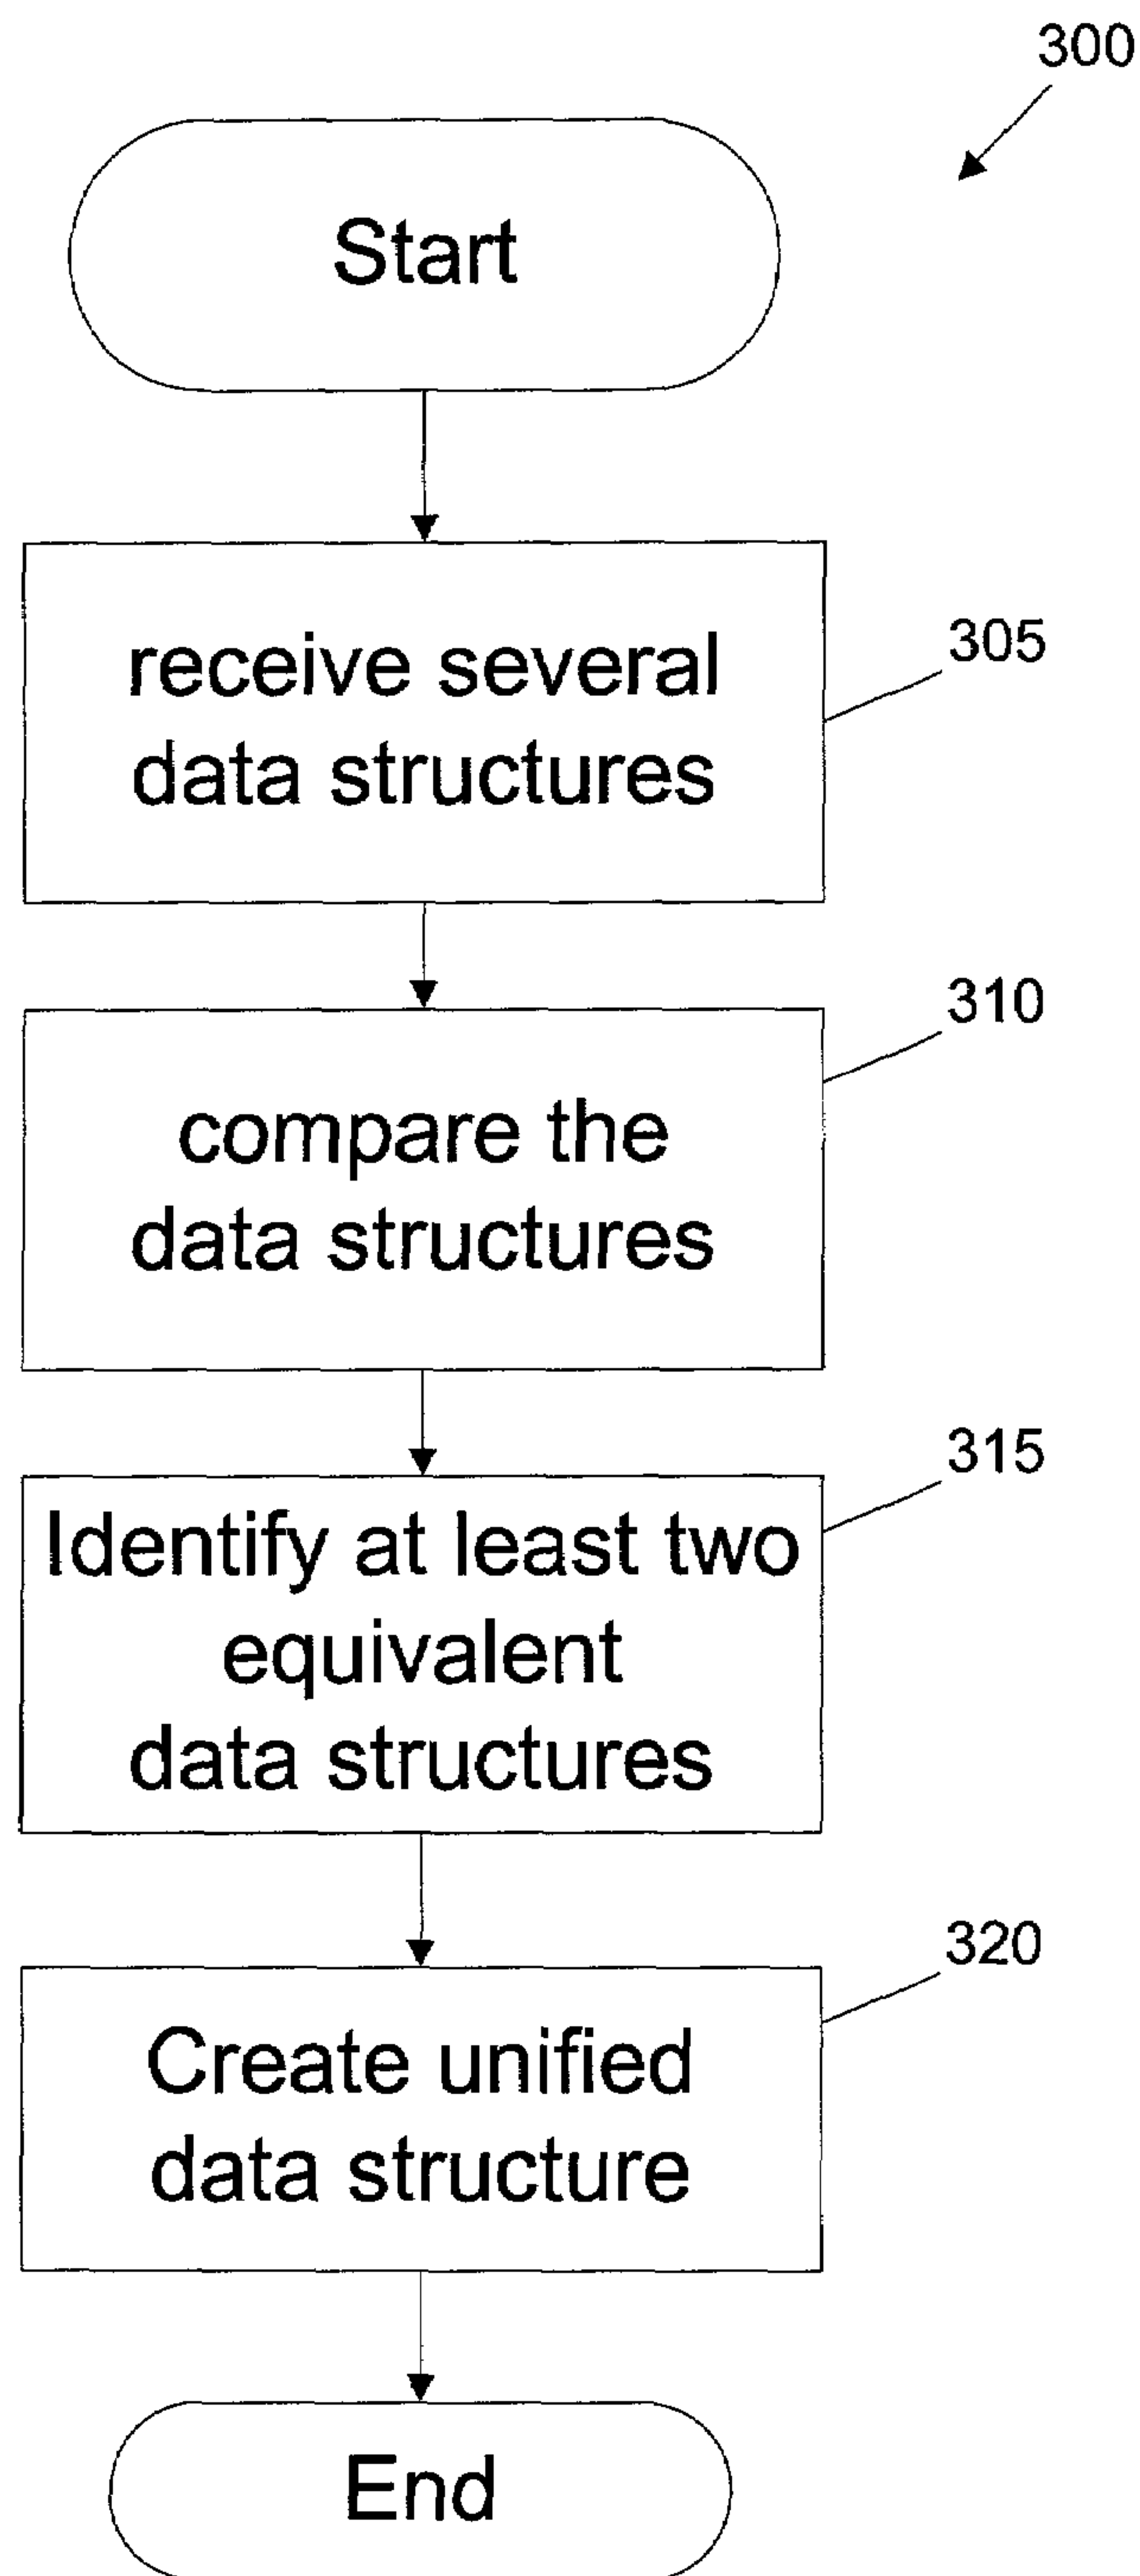 300
Start
receive several
data structures
305
compare the
data structures
310
Identify at least two
equivalent
data structures
315
Create unified
data structure
320
End